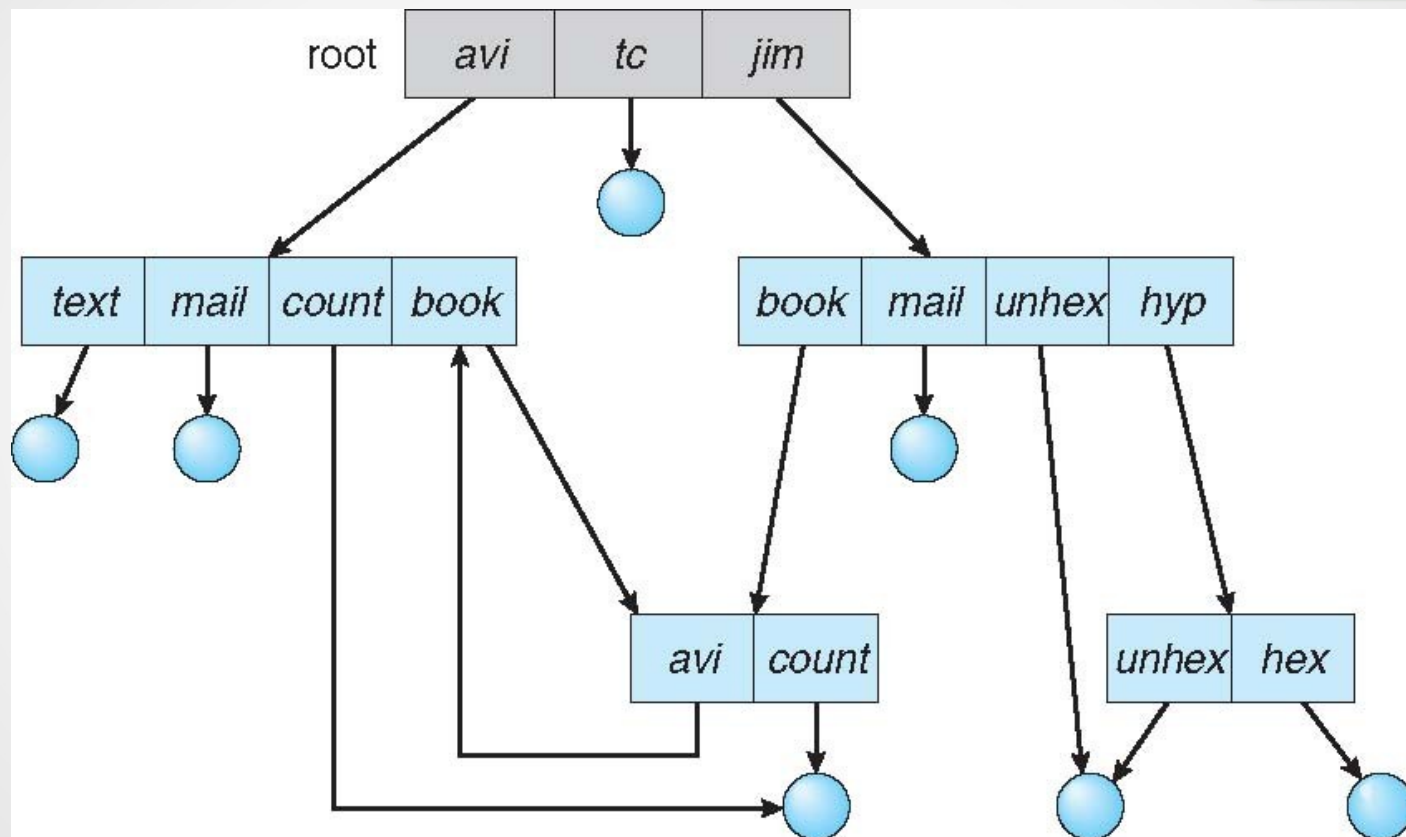 root avi tc jim
text mail count book
book mail unhex hyp
avi count
unhex hex